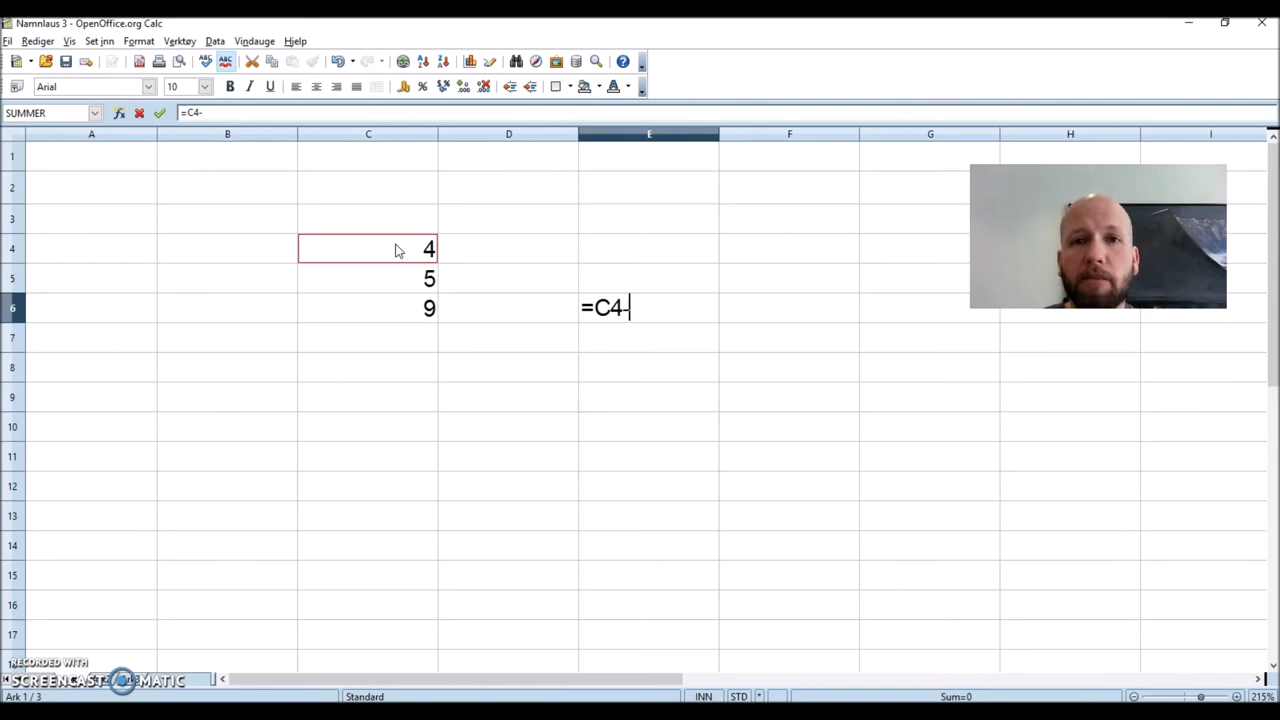 Namnlaus 3 - OpenOffice.org Calc
Fil Rediger Vis Set inn Format Verktøy Data Vindauge Hjelp
Arial 10 B I U
SUMMER =C4-
A B C D E F G H I
1
2
3
4 4
5 5
6 9 =C4-
7
8
9
10
11
12
13
14
15
16
17
18
RECORDED WITH
SCREENCAST MATIC
Ark 1 / 3 Standard INN STD * Sum=0 215%